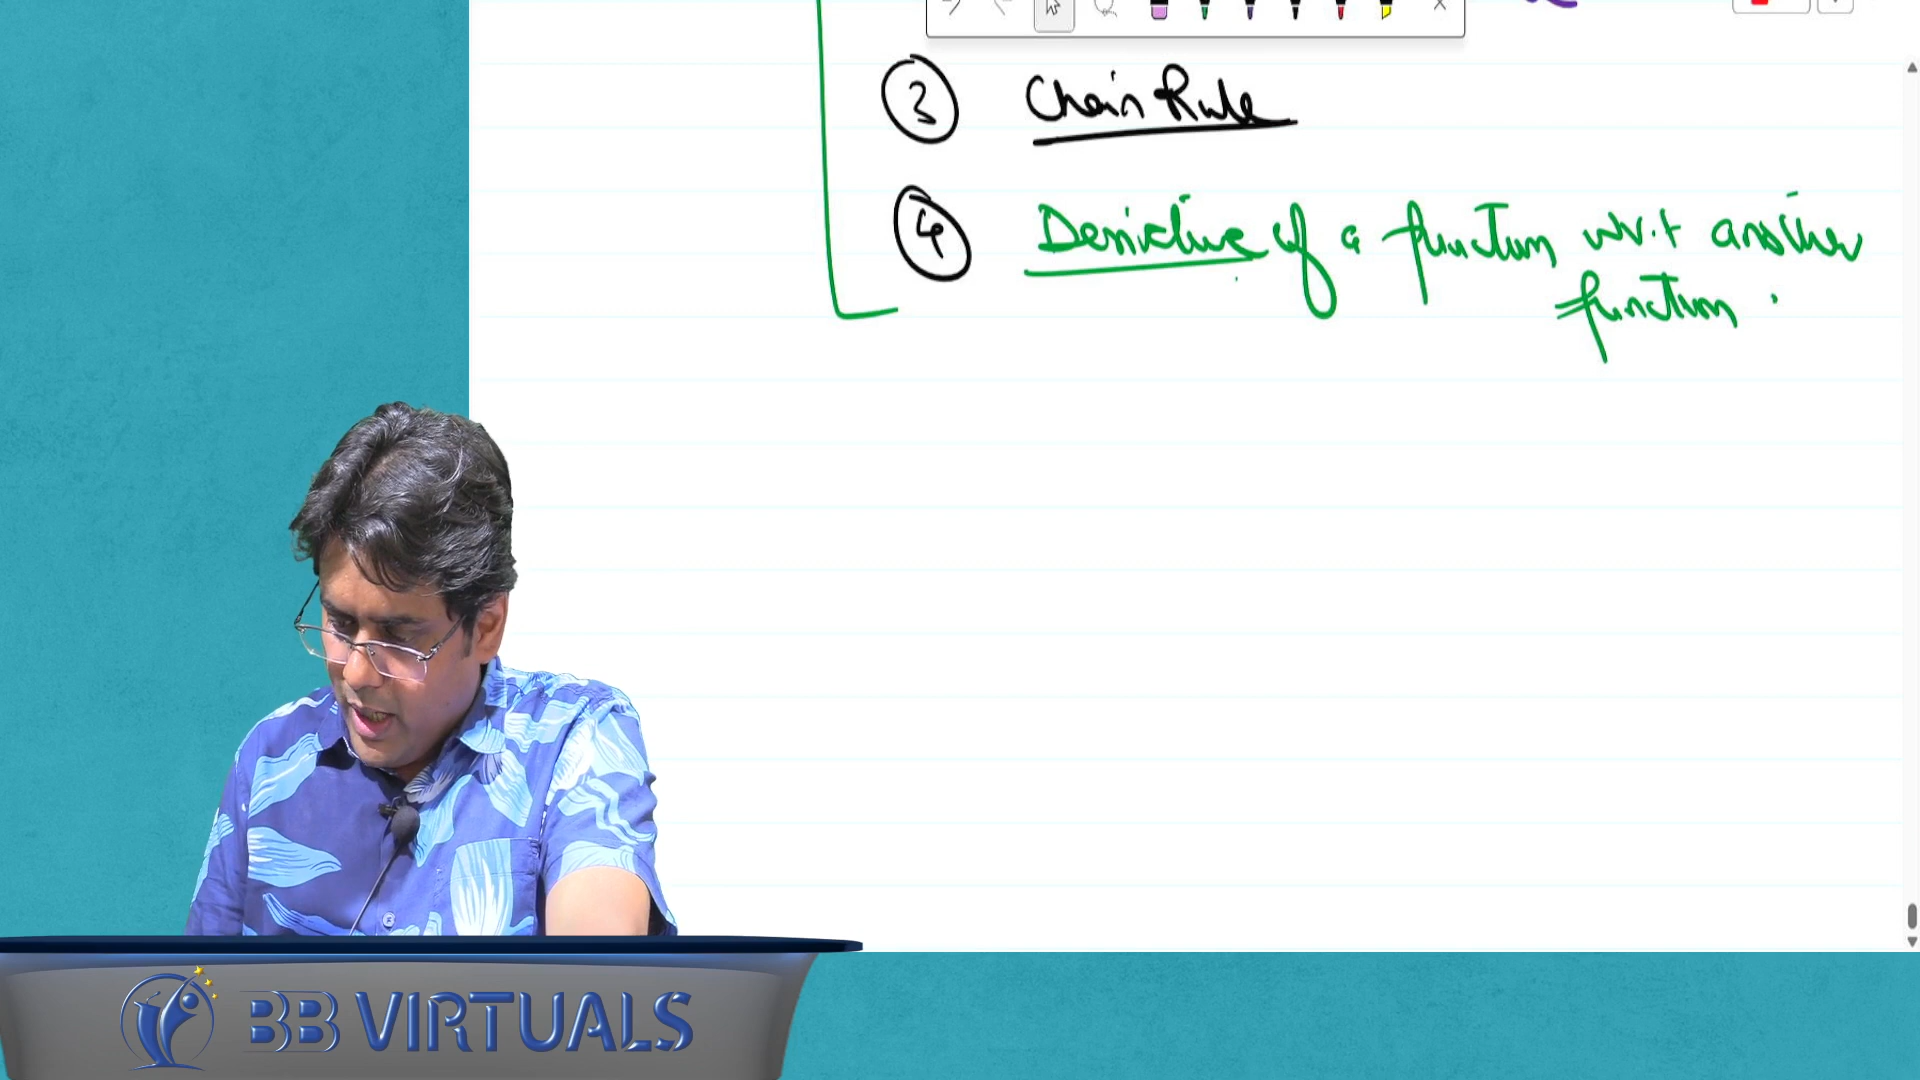 3 Chain Rule
4 Derivative of a function w.r.t another
function.
BB VIRTUALS